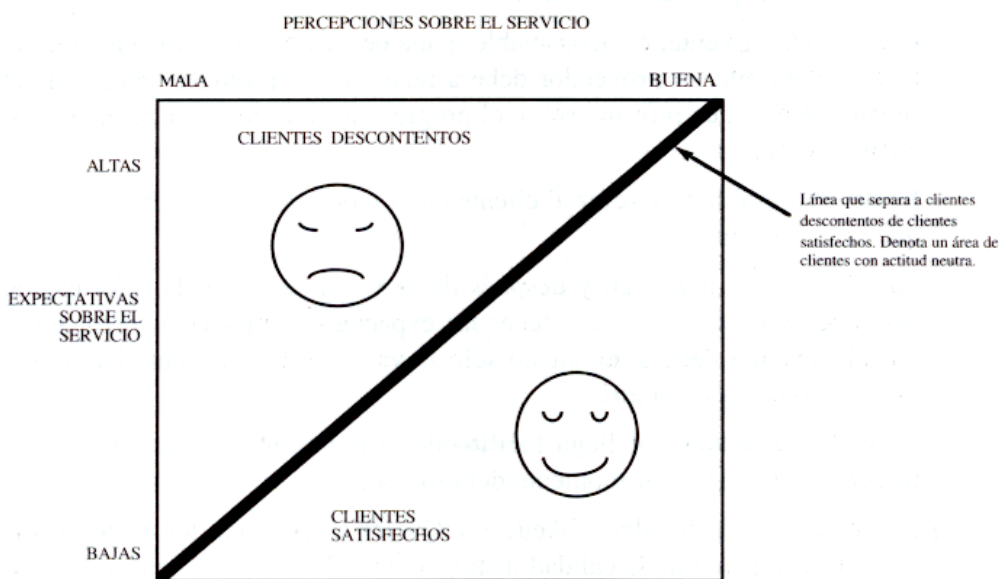 PERCEPCIONES SOBRE EL SERVICIO
MALA
BUENA
CLIENTES DESCONTENTOS
ALTAS
Línea que separa a clientes
descontentos de clientes
satisfechos. Denota un área de
clientes con actitud neutra.
EXPECTATIVAS
SOBRE EL
SERVICIO
CLIENTES
SATISFECHOS
BAJAS